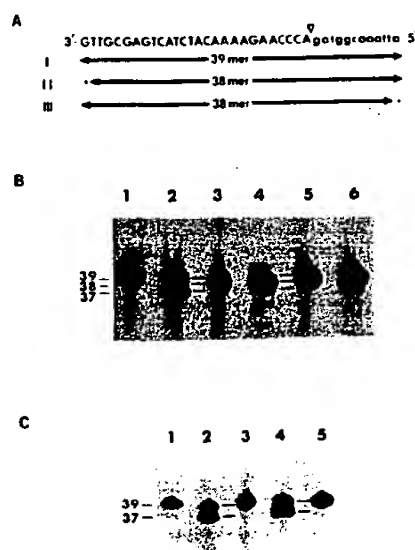 A
3'- GTTGCGAGTCATCTACAAAAGAACCCAgatggcaaatta 5'
I 39 mer
II 38 mer
III 38 mer
B
1 2 3 4 5 6
39
38
37
C
1 2 3 4 5
39
37